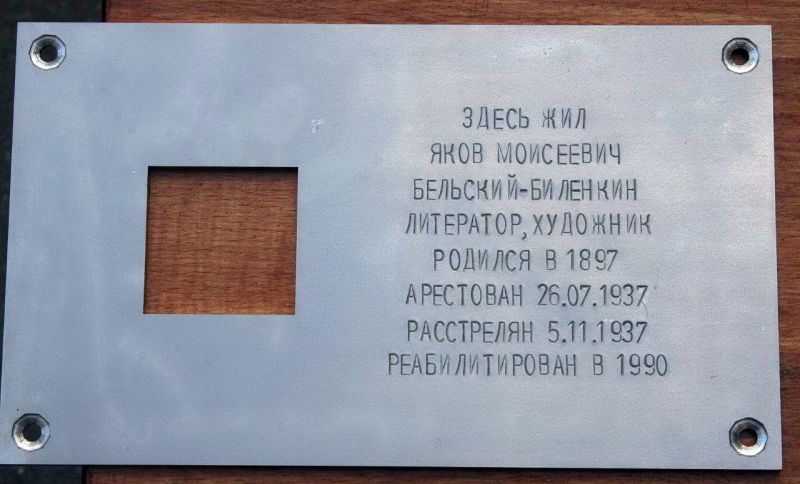 ЗДЕСЬ ЖИЛ
ЯКОВ МОИСЕЕВИЧ
БЕЛЬСКИЙ-БИЛЕНКИН
ЛИТЕРАТОР, ХУДОЖНИК
РОДИЛСЯ В 1897
АРЕСТОВАН 26.07.1937
РАССТРЕЛЯН 5.11.1937
РЕАБИЛИТИРОВАН В 1990